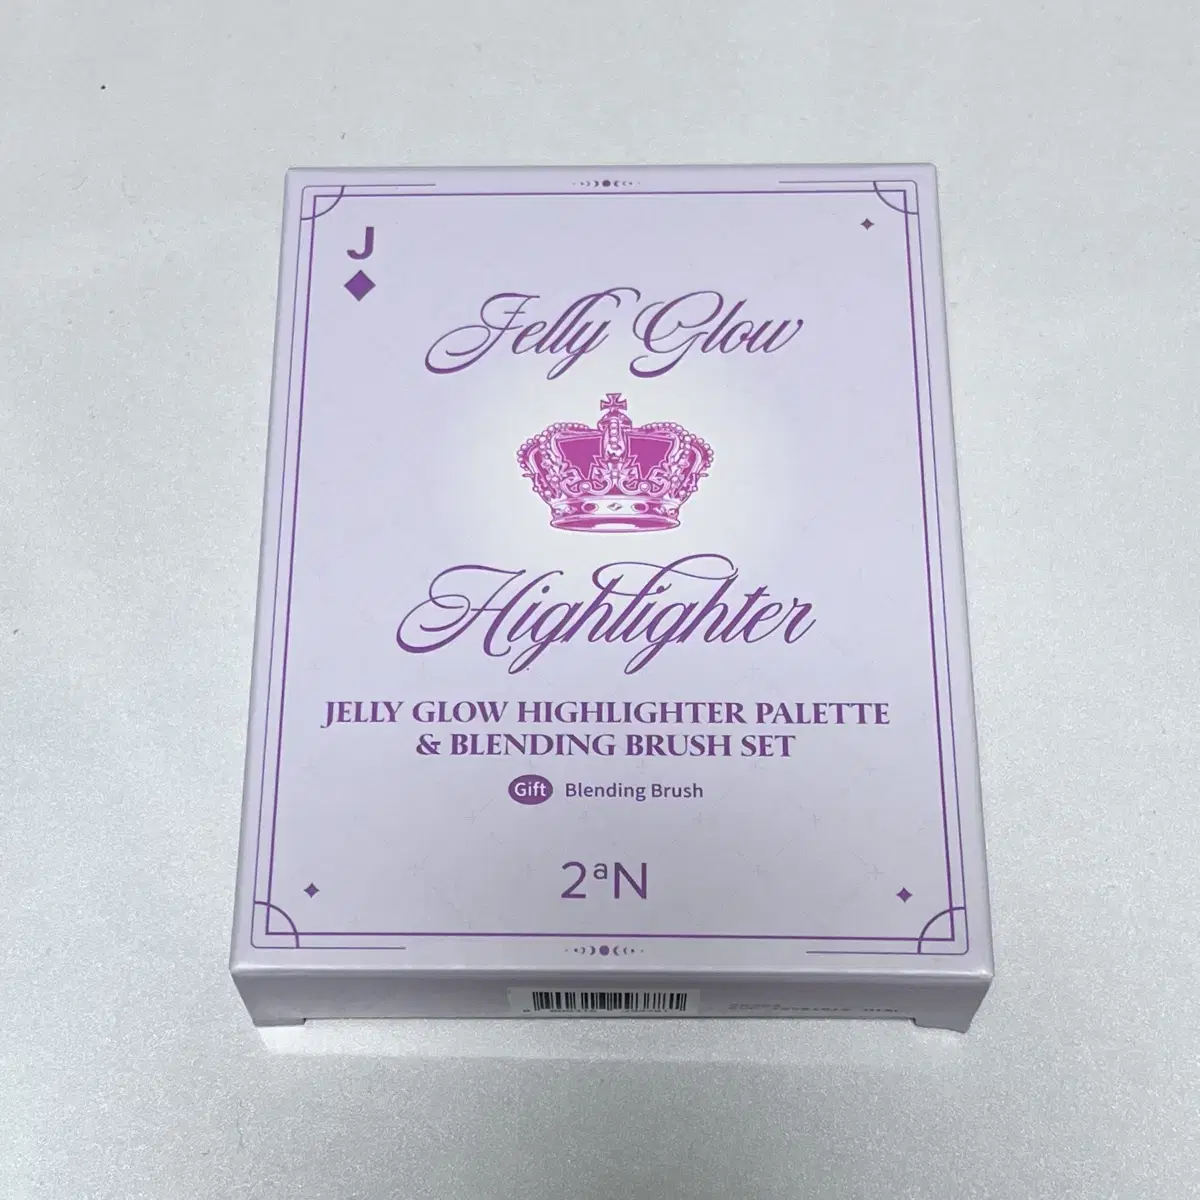 J
Jelly Glow
Highlighter
JELLY GLOW HIGHLIGHTER PALETTE
& BLENDING BRUSH SET
Gift Blending Brush
2aN